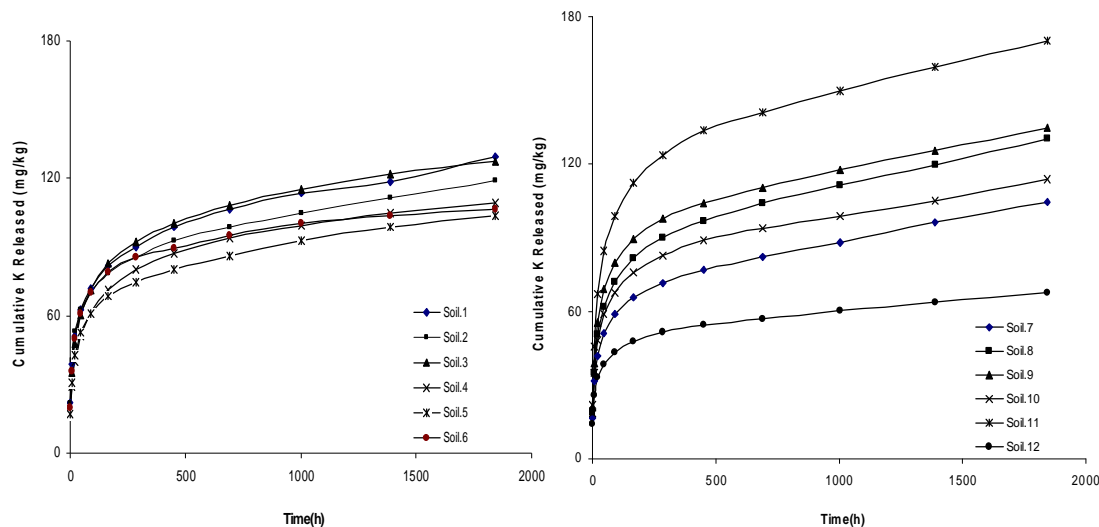 180
120
60
0
0
500
1000
1500
2000
Cumulative K Released (mg/kg)
Time(h)
Soil.1
Soil.2
Soil.3
Soil.4
Soil.5
Soil.6
180
120
60
0
0
500
1000
1500
2000
Cumulative K Released (mg/kg)
Time(h)
Soil.7
Soil.8
Soil.9
Soil.10
Soil.11
Soil.12